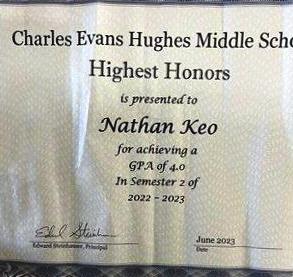 Charles Evans Hughes Middle Scho
Highest Honors
is presented to
Nathan Keo
for achieving a
GPA of 4.0
In Semester 2 of
2022 - 2023
Edward Steinhauser, Principal
June 2023
Date